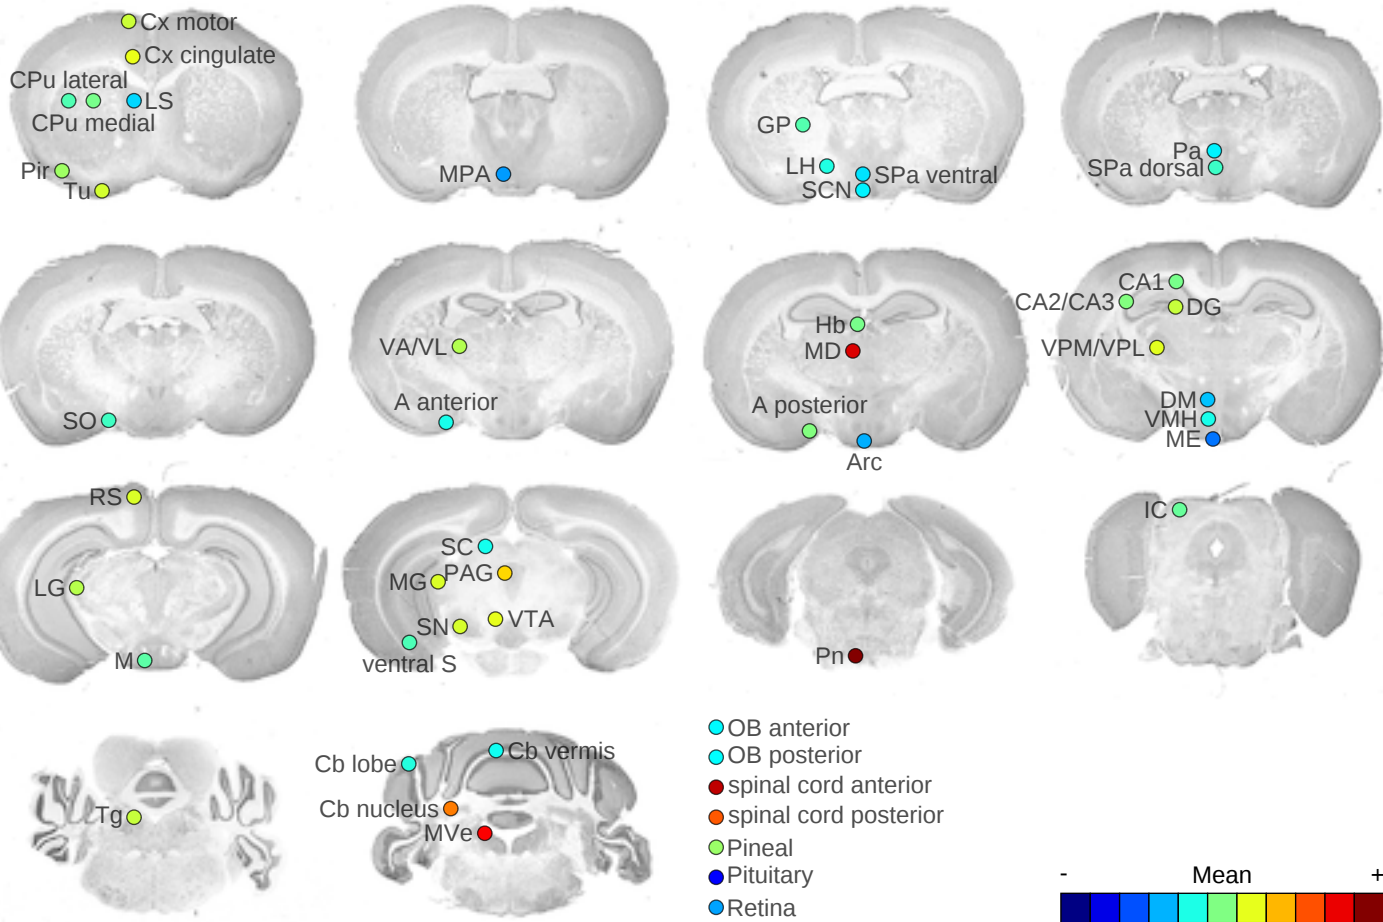 Cx motor
Cx cingulate
CPu lateral
LS
CPu medial
Pir
Tu
MPA
GP
LH
SPa ventral
SCN
Pa
SPa dorsal
SO
VA/VL
A anterior
Hb
MD
A posterior
Arc
CA1
CA2/CA3
DG
VPM/VPL
DM
VMH
ME
RS
LG
M
SC
PAG
MG
SN
VTA
ventral S
Pn
IC
Tg
Cb lobe
Cb vermis
Cb nucleus
MVe
OB anterior
OB posterior
spinal cord anterior
spinal cord posterior
Pineal
Pituitary
Retina
- Mean +